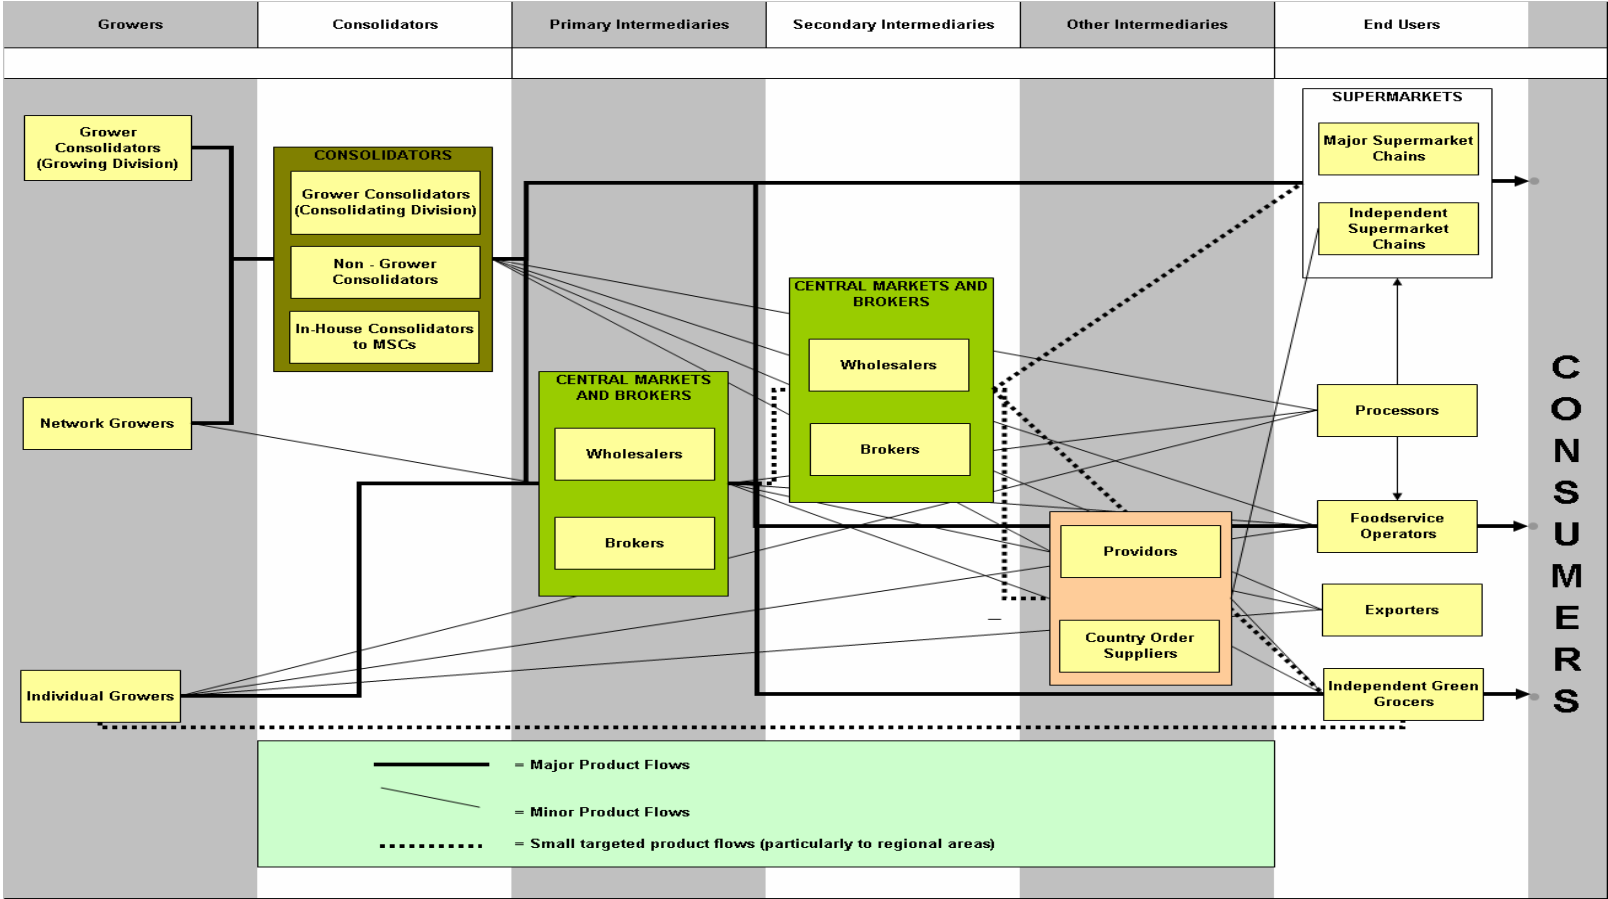 Growers
Consolidators
Primary Intermediaries
Secondary Intermediaries
Other Intermediaries
End Users
Grower
Consolidators
(Growing Division)
Network Growers
Individual Growers
CONSOLIDATORS
Grower Consolidators
(Consolidating Division)
Non - Grower
Consolidators
In-House Consolidators
to MSCs
CENTRAL MARKETS
AND BROKERS
Wholesalers
Brokers
CENTRAL MARKETS AND
BROKERS
Wholesalers
Brokers
Providors
Country Order
Suppliers
SUPERMARKETS
Major Supermarket
Chains
Independent
Supermarket
Chains
Processors
Foodservice
Operators
Exporters
Independent Green
Grocers
CONSUMERS
= Major Product Flows
= Minor Product Flows
= Small targeted product flows (particularly to regional areas)